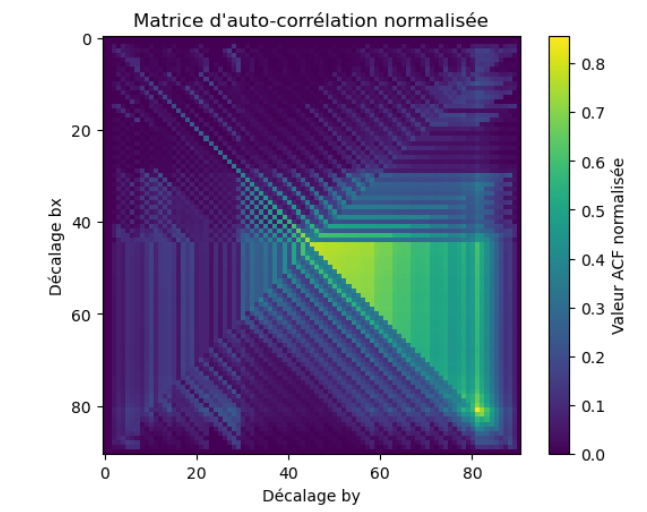 Matrice d'auto-corrélation normalisée
0
20
40
60
80
Décalage bx
0 20 40 60 80
Décalage by
0.8
0.7
0.6
0.5
0.4
0.3
0.2
0.1
0.0
Valeur ACF normalisée